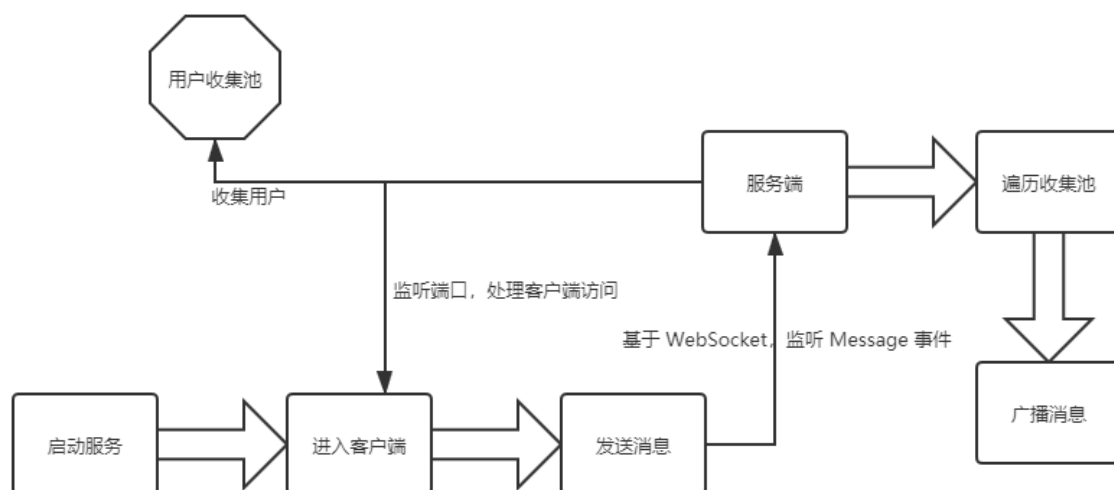 用户收集池
收集用户
服务端
遍历收集池
监听端口，处理客户端访问
基于 WebSocket，监听 Message 事件
启动服务
进入客户端
发送消息
广播消息